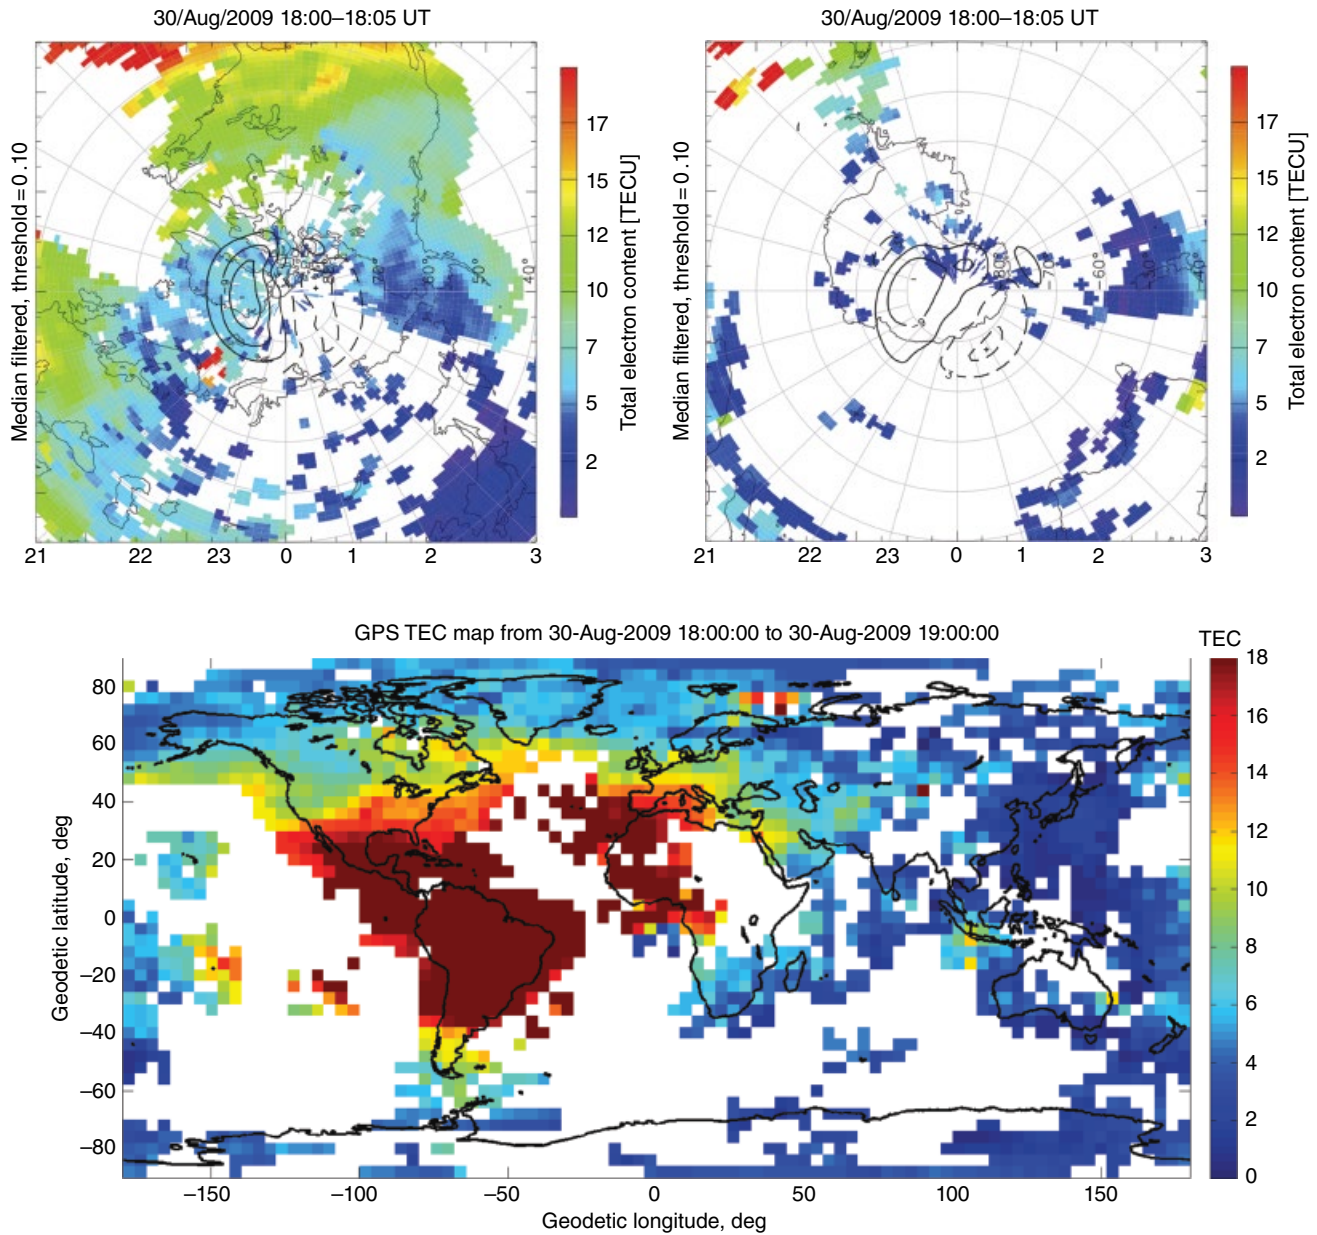 30/Aug/2009 18:00–18:05 UT
Median filtered, threshold = 0 . 10
40°
21 22 23 0 1 2 3
17
15
12
10
7
5
2
Total electron content [TECU]
30/Aug/2009 18:00–18:05 UT
Median filtered, threshold = 0 . 10
–70°
–60°
21 22 23 0 1 2 3
17
15
12
10
7
5
2
Total electron content [TECU]
GPS TEC map from 30-Aug-2009 18:00:00 to 30-Aug-2009 19:00:00
TEC
Geodetic latitude, deg
80
60
40
20
0
–20
–40
–60
–80
–150 –100 –50 0 50 100 150
Geodetic longitude, deg
18
16
14
12
10
8
6
4
2
0